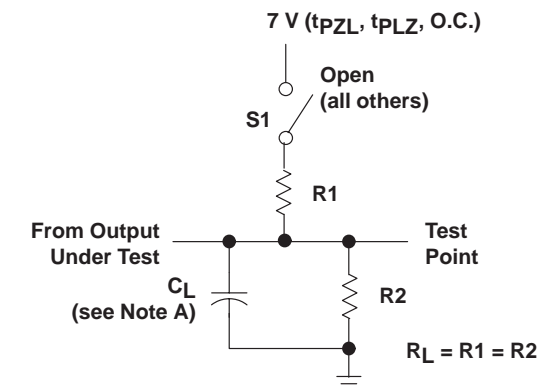 7 V (tPZL, tPLZ, O.C.)
Open
(all others)
S1
R1
From Output
Under Test
Test
Point
CL
(see Note A)
R2
RL = R1 = R2